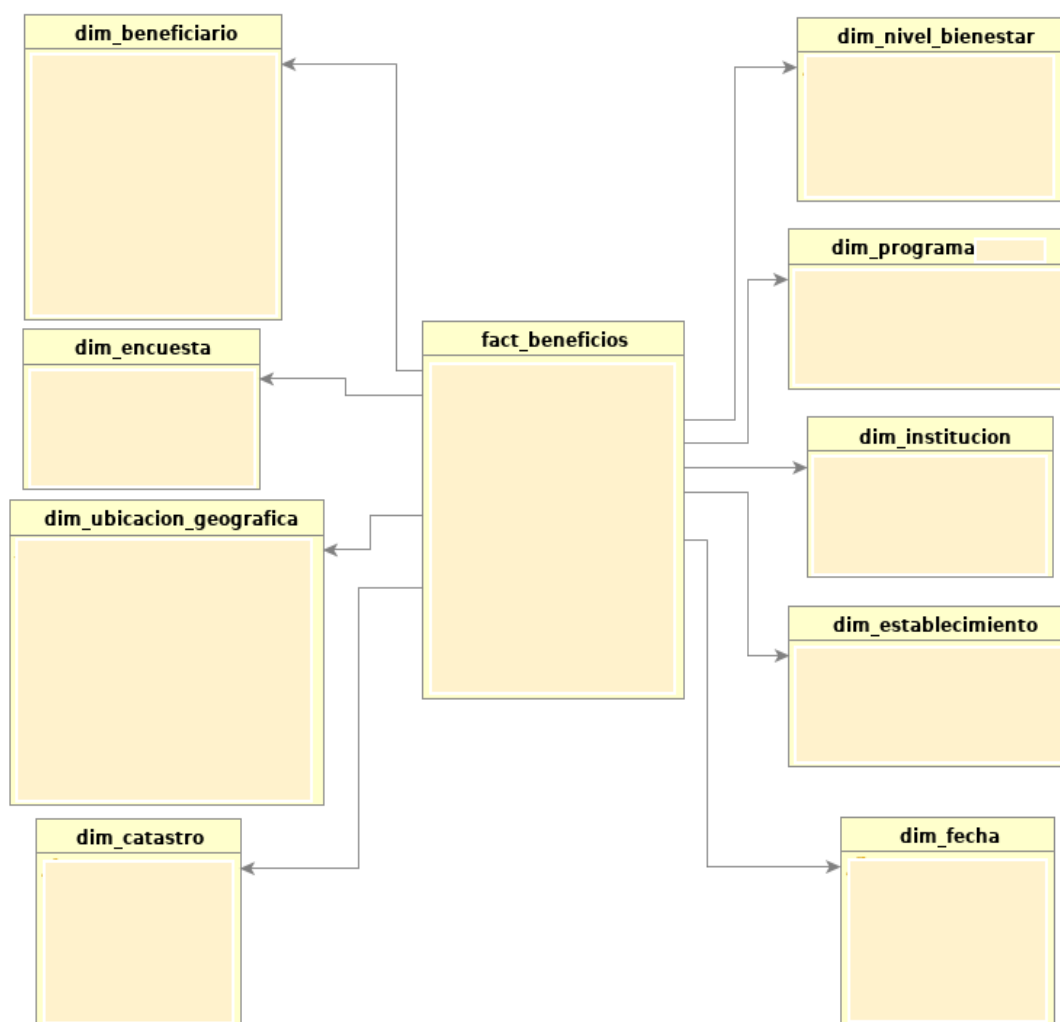 dim_beneficiario
dim_nivel_bienestar
dim_programa
fact_beneficios
dim_encuesta
dim_institucion
dim_ubicacion_geografica
dim_establecimiento
dim_catastro
dim_fecha